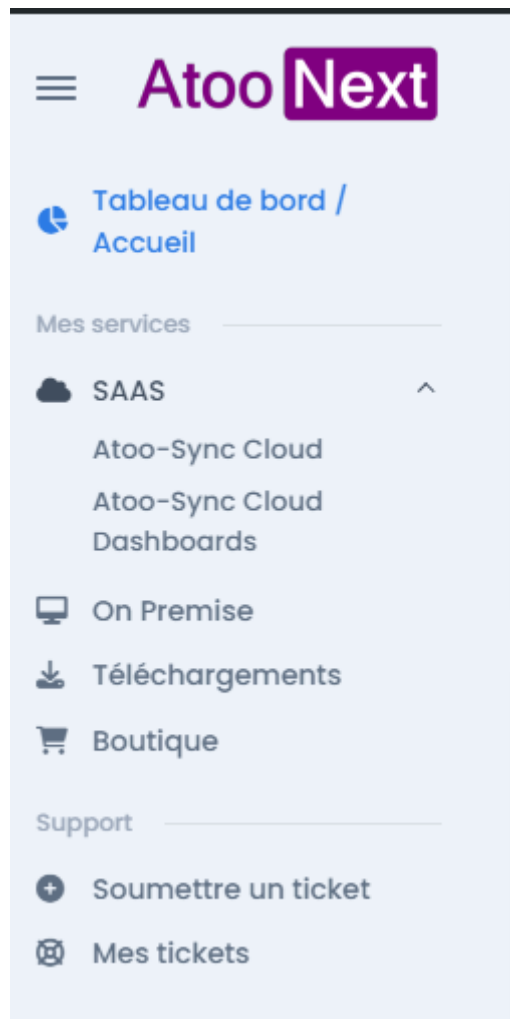 Atoo Next
Tableau de bord /
Accueil
Mes services
SAAS
Atoo-Sync Cloud
Atoo-Sync Cloud
Dashboards
On Premise
Téléchargements
Boutique
Support
Soumettre un ticket
Mes tickets